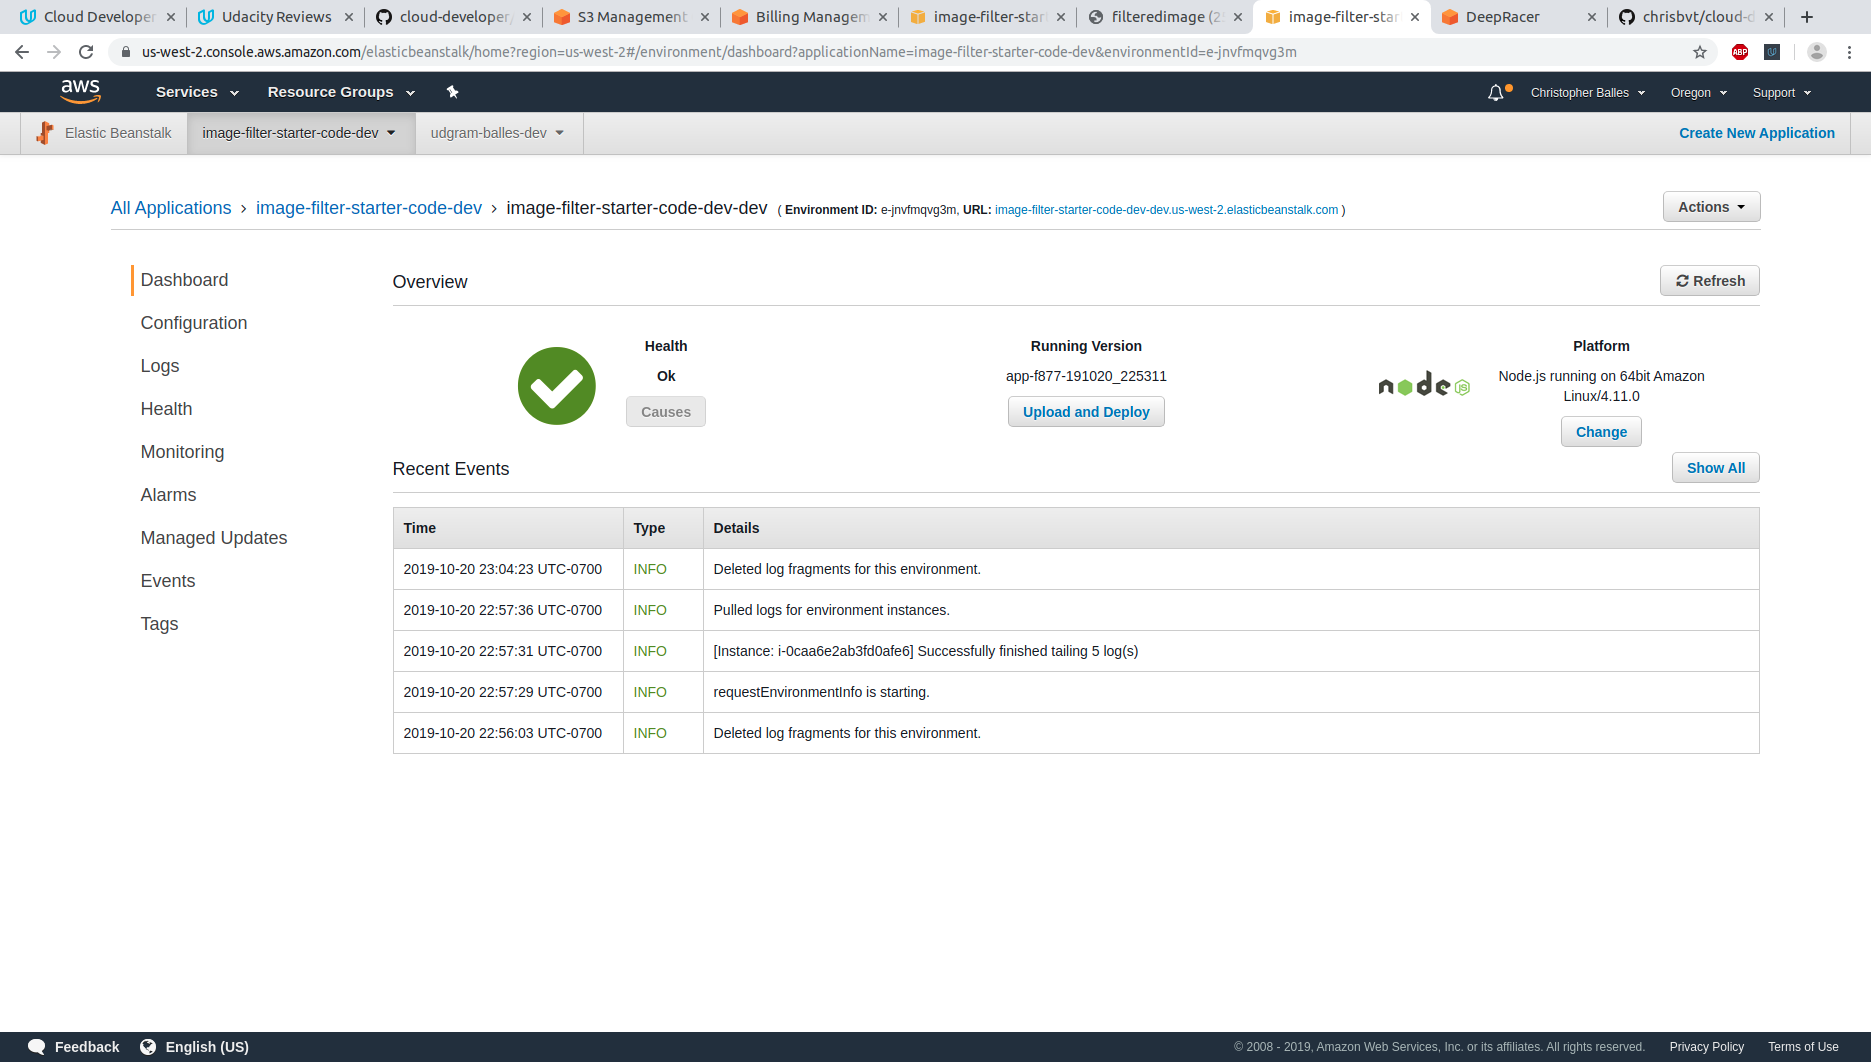 Cloud Developer
Udacity Reviews
cloud-developer/
S3 Management
Billing Managem
image-filter-star
filteredimage (25
image-filter-star
DeepRacer
chrisbvt/cloud-d
us-west-2.console.aws.amazon.com/elasticbeanstalk/home?region=us-west-2#/environment/dashboard?applicationName=image-filter-starter-code-dev&environmentId=e-jnvfmqvg3m
ABP
aws
Services
Resource Groups
Christopher Balles
Oregon
Support
Elastic Beanstalk
image-filter-starter-code-dev
udgram-balles-dev
Create New Application
All Applications › image-filter-starter-code-dev › image-filter-starter-code-dev-dev ( Environment ID: e-jnvfmqvg3m, URL: image-filter-starter-code-dev-dev.us-west-2.elasticbeanstalk.com )
Actions
Dashboard
Configuration
Logs
Health
Monitoring
Alarms
Managed Updates
Events
Tags
Overview
Refresh
Health
Ok
Causes
Running Version
app-f877-191020_225311
Upload and Deploy
node
JS
Platform
Node.js running on 64bit Amazon
Linux/4.11.0
Change
Recent Events
Show All
Time Type Details
2019-10-20 23:04:23 UTC-0700 INFO Deleted log fragments for this environment.
2019-10-20 22:57:36 UTC-0700 INFO Pulled logs for environment instances.
2019-10-20 22:57:31 UTC-0700 INFO [Instance: i-0caa6e2ab3fd0afe6] Successfully finished tailing 5 log(s)
2019-10-20 22:57:29 UTC-0700 INFO requestEnvironmentInfo is starting.
2019-10-20 22:56:03 UTC-0700 INFO Deleted log fragments for this environment.
Feedback
English (US)
© 2008 - 2019, Amazon Web Services, Inc. or its affiliates. All rights reserved.
Privacy Policy
Terms of Use